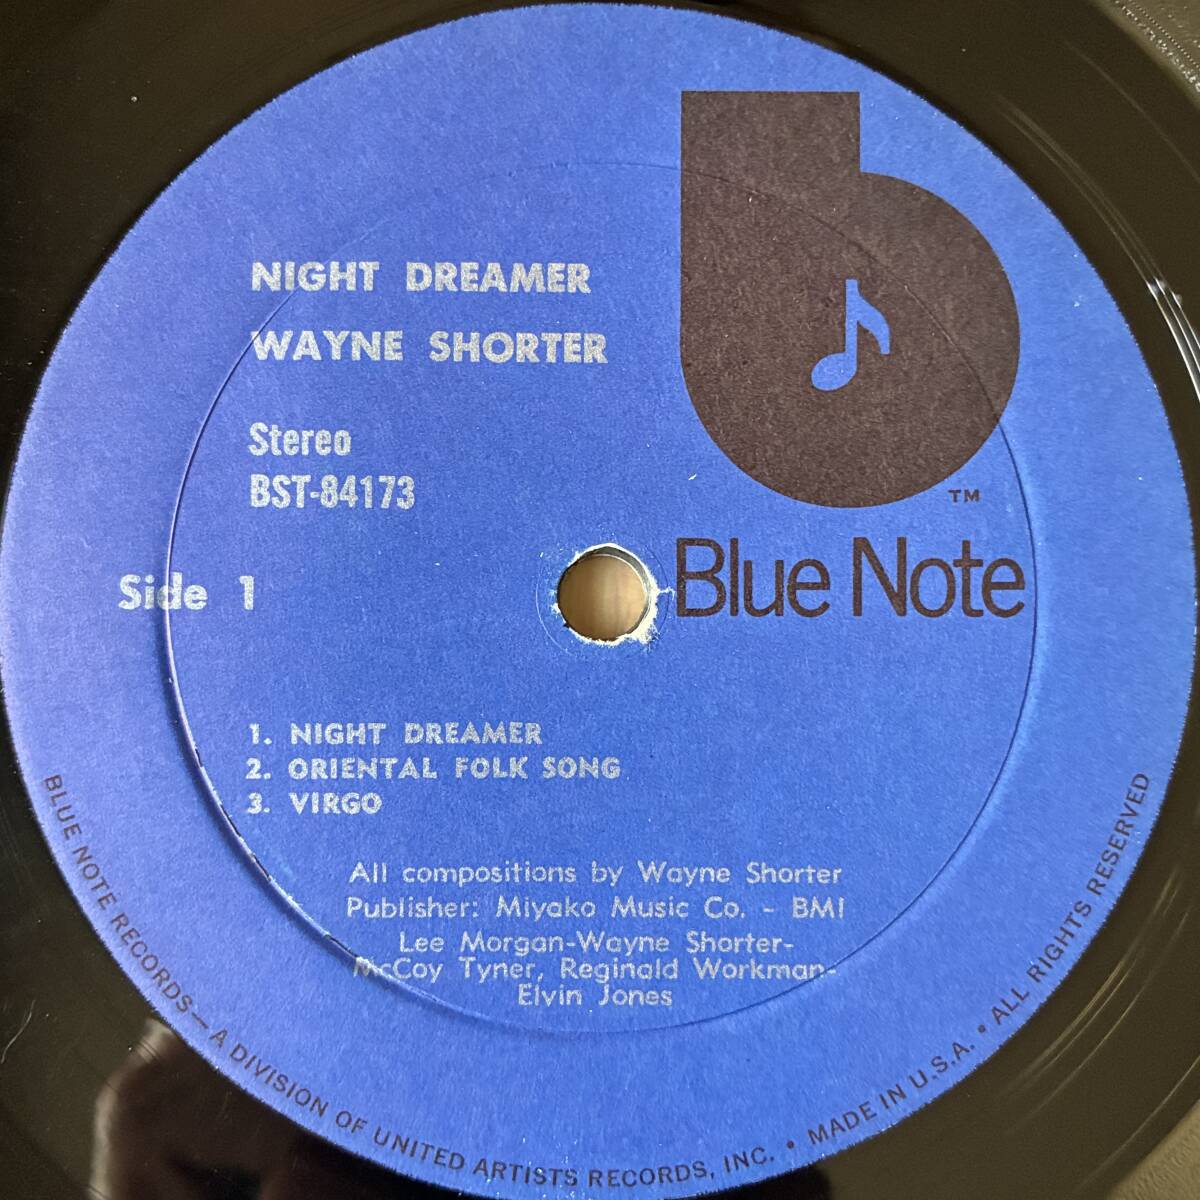 NIGHT DREAMER
WAYNE SHORTER
Stereo
BST-84173
Side 1
TM
Blue Note
1. NIGHT DREAMER
2. ORIENTAL FOLK SONG
3. VIRGO
All compositions by Wayne Shorter
Publisher: Miyako Music Co. - BMI
Lee Morgan-Wayne Shorter-
McCoy Tyner, Reginald Workman-
Elvin Jones
BLUE NOTE RECORDS — A DIVISION OF UNITED ARTISTS RECORDS, INC. • MADE IN U.S.A. • ALL RIGHTS RESERVED